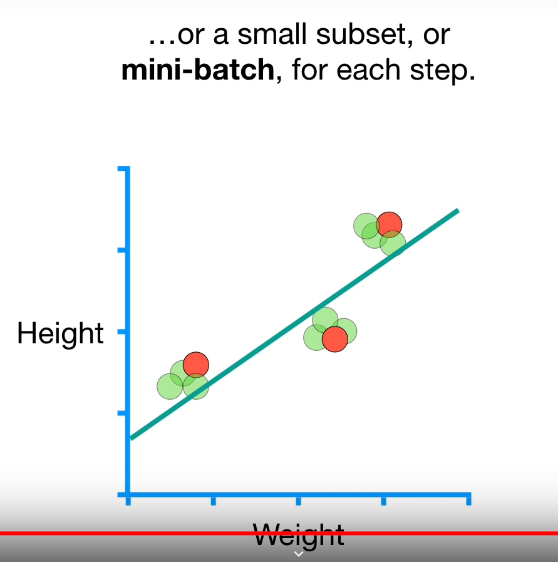 …or a small subset, or
mini-batch, for each step.
Height
Weight